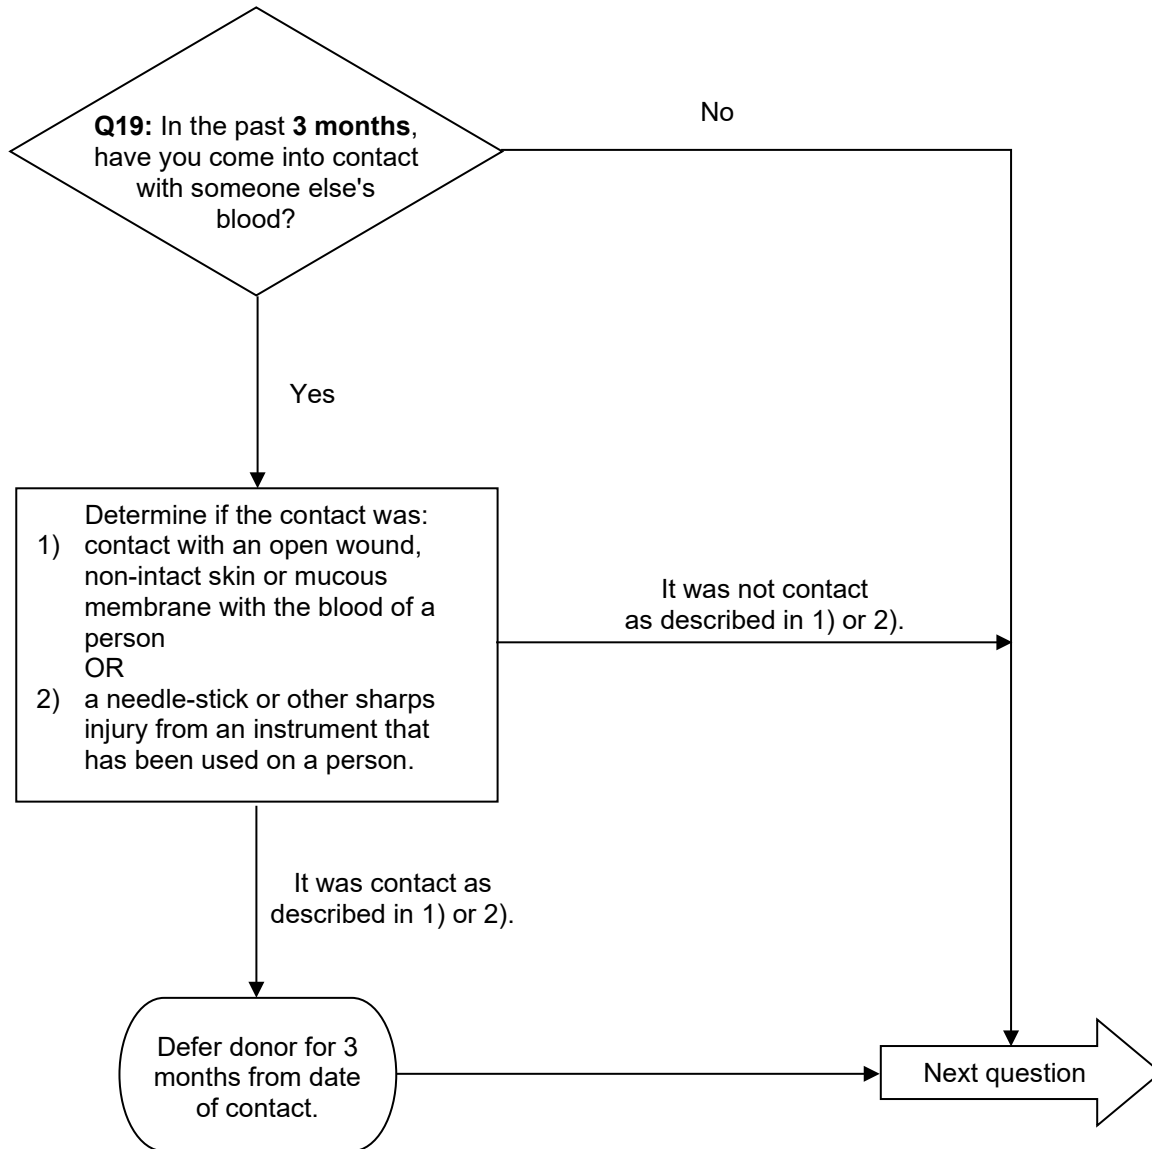 No
Q19: In the past 3 months,
have you come into contact
with someone else's
blood?
Yes
Determine if the contact was:
1) contact with an open wound,
non-intact skin or mucous
membrane with the blood of a
person
OR
2) a needle-stick or other sharps
injury from an instrument that
has been used on a person.
It was not contact
as described in 1) or 2).
It was contact as
described in 1) or 2).
Defer donor for 3
months from date
of contact.
Next question